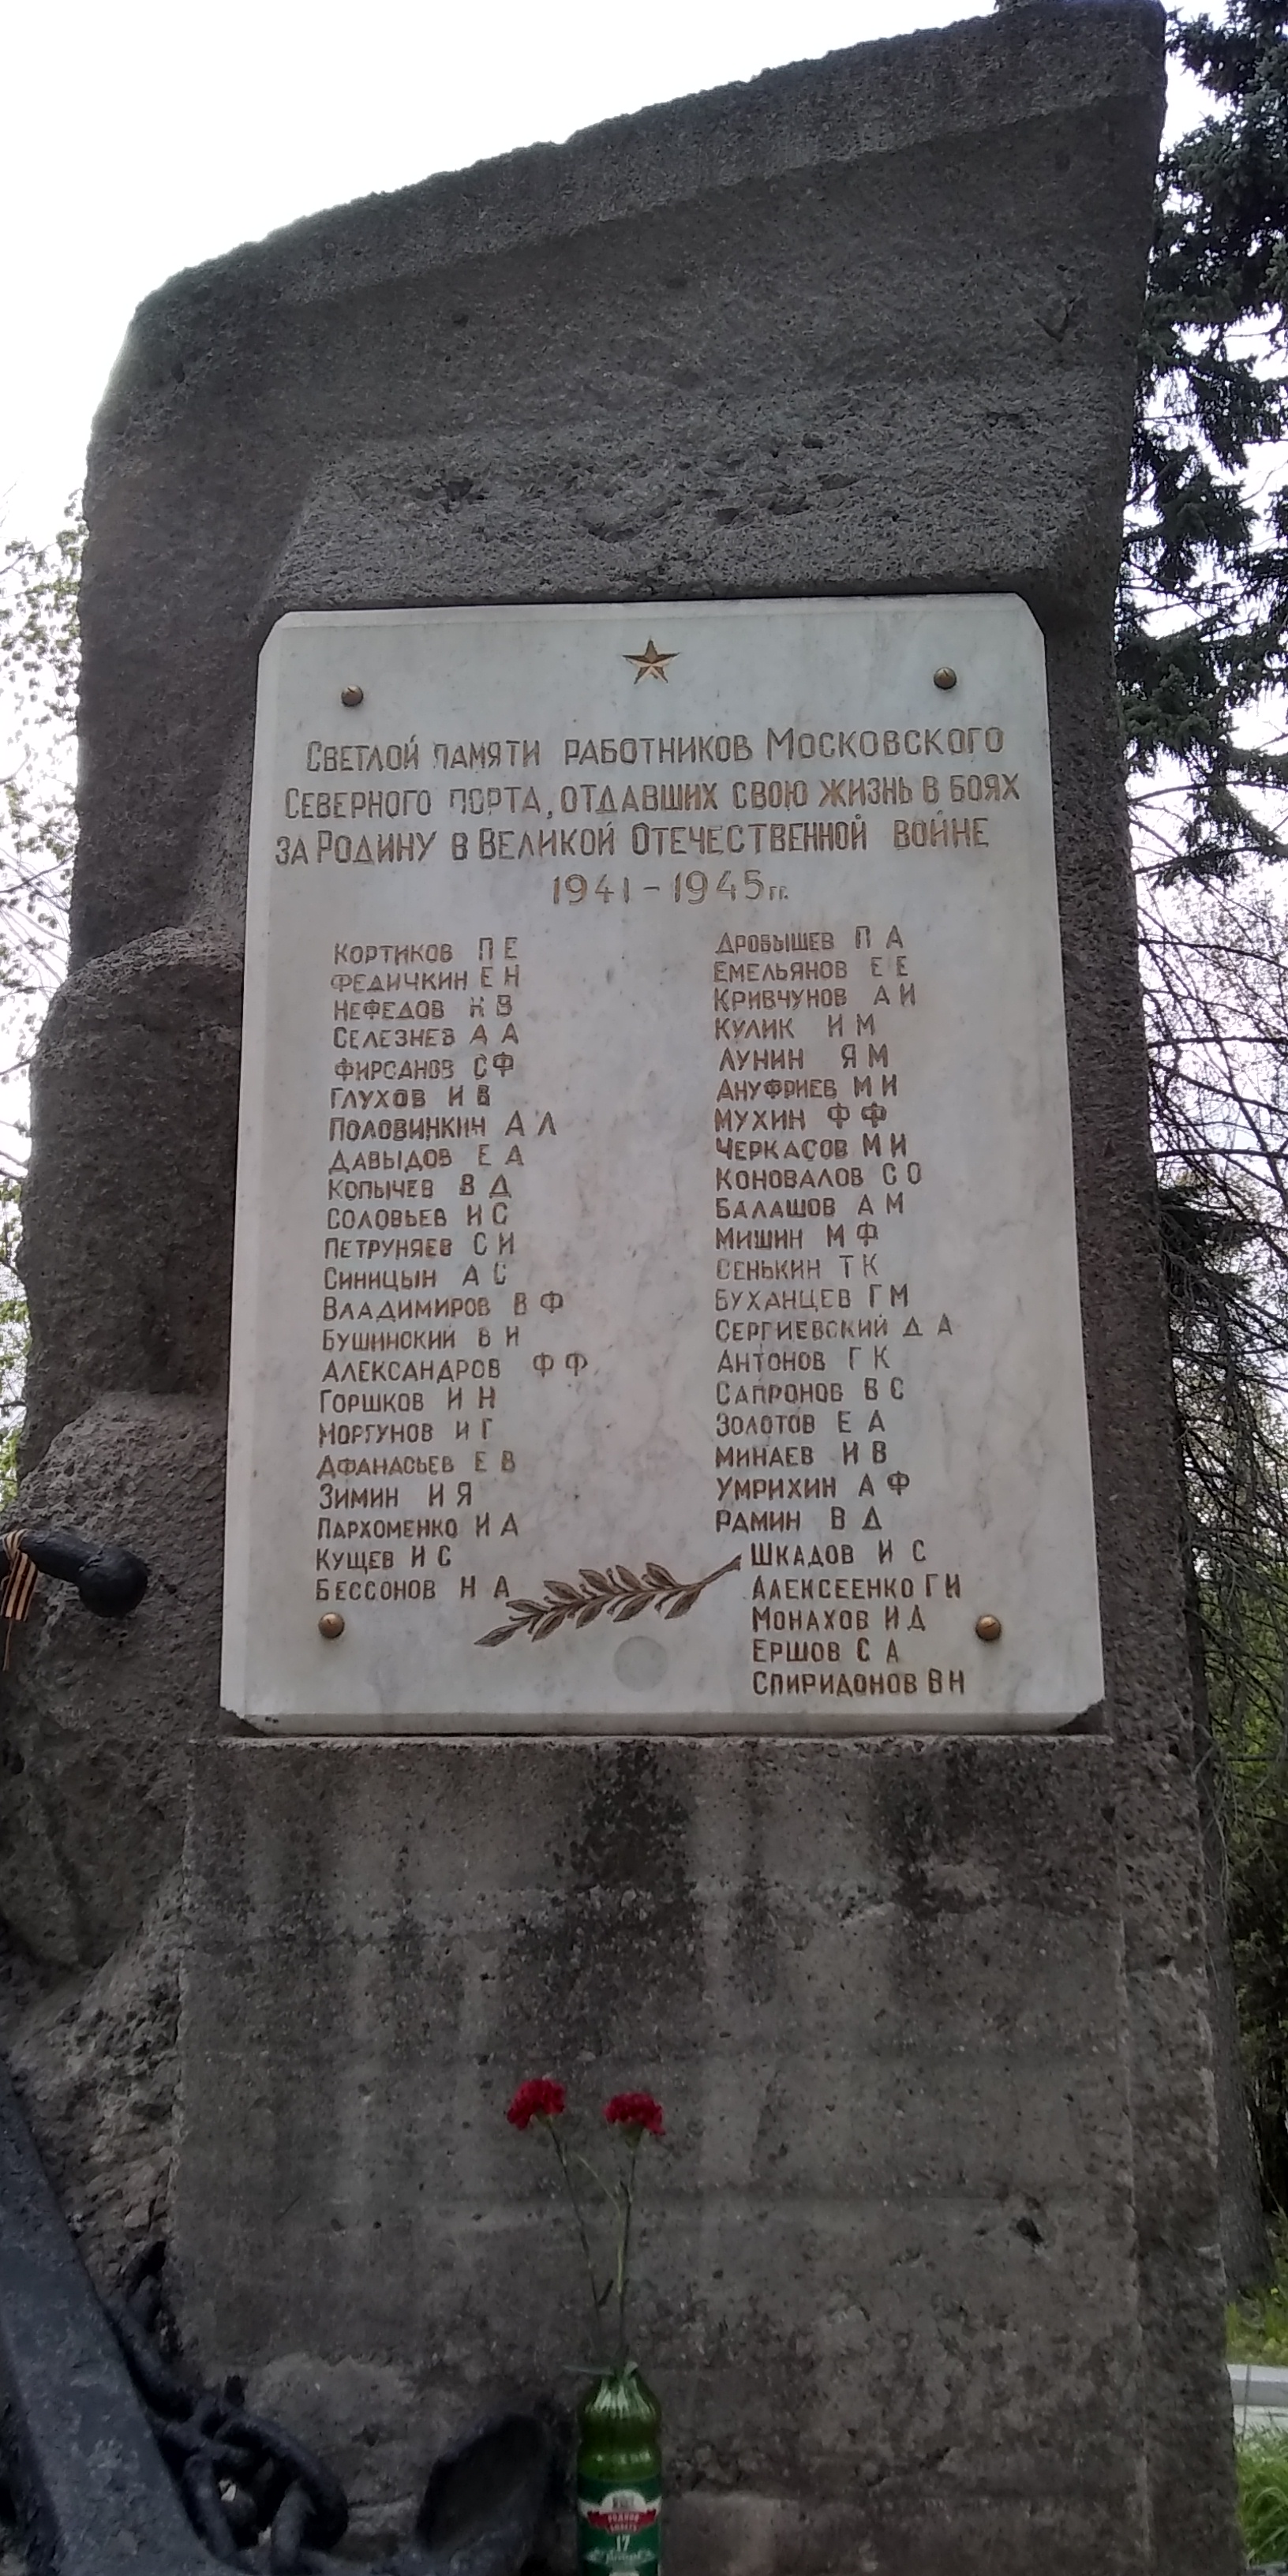 Светлой памяти работников Московского
Северного порта, отдавших свою жизнь в боях
за Родину в Великой Отечественной войне
1941-1945гг.
Кортиков П Е
Федичкин Е Н
Нефедов Н В
Селезнев А А
Фирсанов С Ф
Глухов И В
Половинкин А Л
Давыдов Е А
Копычев В Д
Соловьев И С
Петруняев С И
Синицын А С
Владимиров В Ф
Бушинский В И
Александров Ф Ф
Горшков И Н
Моргунов И Г
Афанасьев Е В
Зимин И Я
Пархоменко И А
Кущев И С
Бессонов Н А
Дробышев П А
Емельянов Е Е
Кривчунов А И
Кулик И М
Лунин Я М
Ануфриев М И
Мухин Ф Ф
Черкасов М И
Коновалов С О
Балашов А М
Мишин М Ф
Сенькин Т К
Буханцев Г М
Сергиевский Д А
Антонов Г К
Сапронов В С
Золотов Е А
Минаев И В
Умрихин А Ф
Рамин В Д
Шкадов И С
Алексеенко Г И
Монахов И Д
Ершов С А
Спиридонов В Н
17